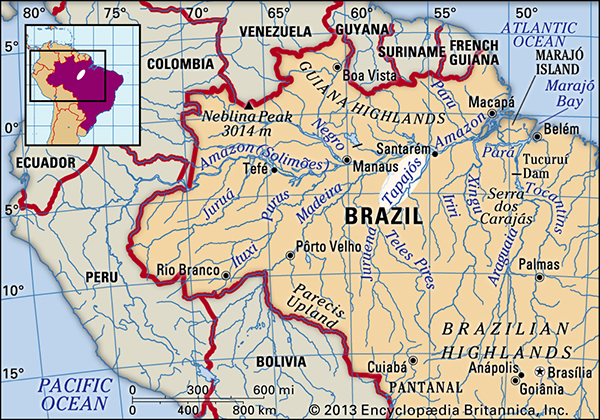 80°
75°
70°
65°
60°
55°
50°
5°
0°
5°
10°
15°
VENEZUELA
GUYANA
SURINAME
FRENCH
GUIANA
ATLANTIC
OCEAN
MARAJÓ
ISLAND
Marajó
Bay
COLOMBIA
Boa Vista
GUIANA HIGHLANDS
Paru
Macapá
Belém
Neblina Peak
3014 m
Negro
Santarém
Amazon
Pará
Tucuruí
Dam
ECUADOR
Amazon (Solimões)
Manaus
Tefé
Tapajós
Juruá
Purus
Madeira
BRAZIL
Iriri
Xingu
Serra
dos
Carajás
Tocantins
Araguaia
Ituxi
Pôrto Velho
Juruena
Teles Pires
Rio Branco
Palmas
PERU
Parecis
Upland
BRAZILIAN
HIGHLANDS
BOLIVIA
Cuiabá
PANTANAL
Anápolis
Brasília
Goiânia
PACIFIC
OCEAN
0 200 400 600 mi
0 400 800 km
© 2013 Encyclopædia Britannica, Inc.